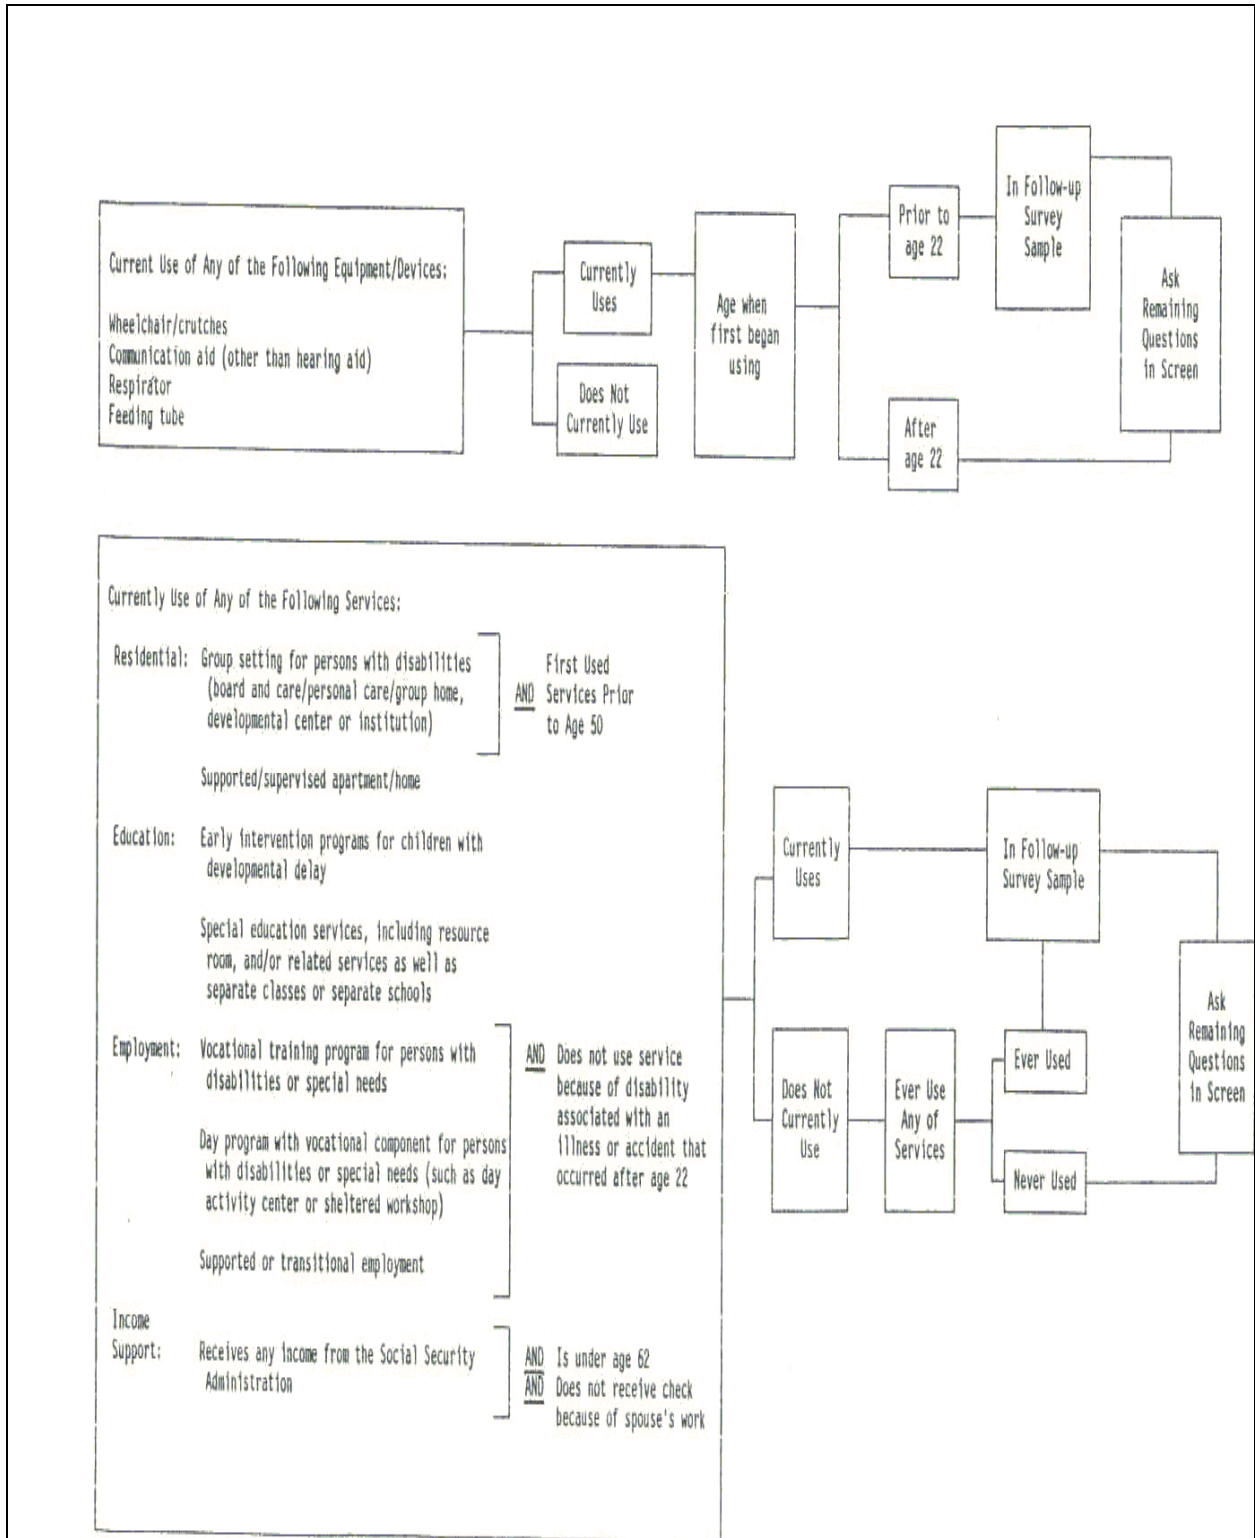 Current Use of Any of the Following Equipment/Devices:
Wheelchair/crutches
Communication aid (other than hearing aid)
Respirator
Feeding tube
Currently
Uses
Does Not
Currently Use
Age when
first began
using
Prior to
age 22
After
age 22
In Follow-up
Survey
Sample
Ask
Remaining
Questions
in Screen
Currently Use of Any of the Following Services:
Residential: Group setting for persons with disabilities
(board and care/personal care/group home,
developmental center or institution)
AND First Used
Services Prior
to Age 50
Supported/supervised apartment/home
Education: Early intervention programs for children with
developmental delay
Special education services, including resource
room, and/or related services as well as
separate classes or separate schools
Employment: Vocational training program for persons with
disabilities or special needs
Day program with vocational component for persons
with disabilities or special needs (such as day
activity center or sheltered workshop)
Supported or transitional employment
AND Does not use service
because of disability
associated with an
illness or accident that
occurred after age 22
Income
Support: Receives any income from the Social Security
Administration
AND Is under age 62
AND Does not receive check
because of spouse's work
Currently
Uses
Does Not
Currently
Use
Ever Use
Any of
Services
In Follow-up
Survey Sample
Ever Used
Never Used
Ask
Remaining
Questions
in Screen